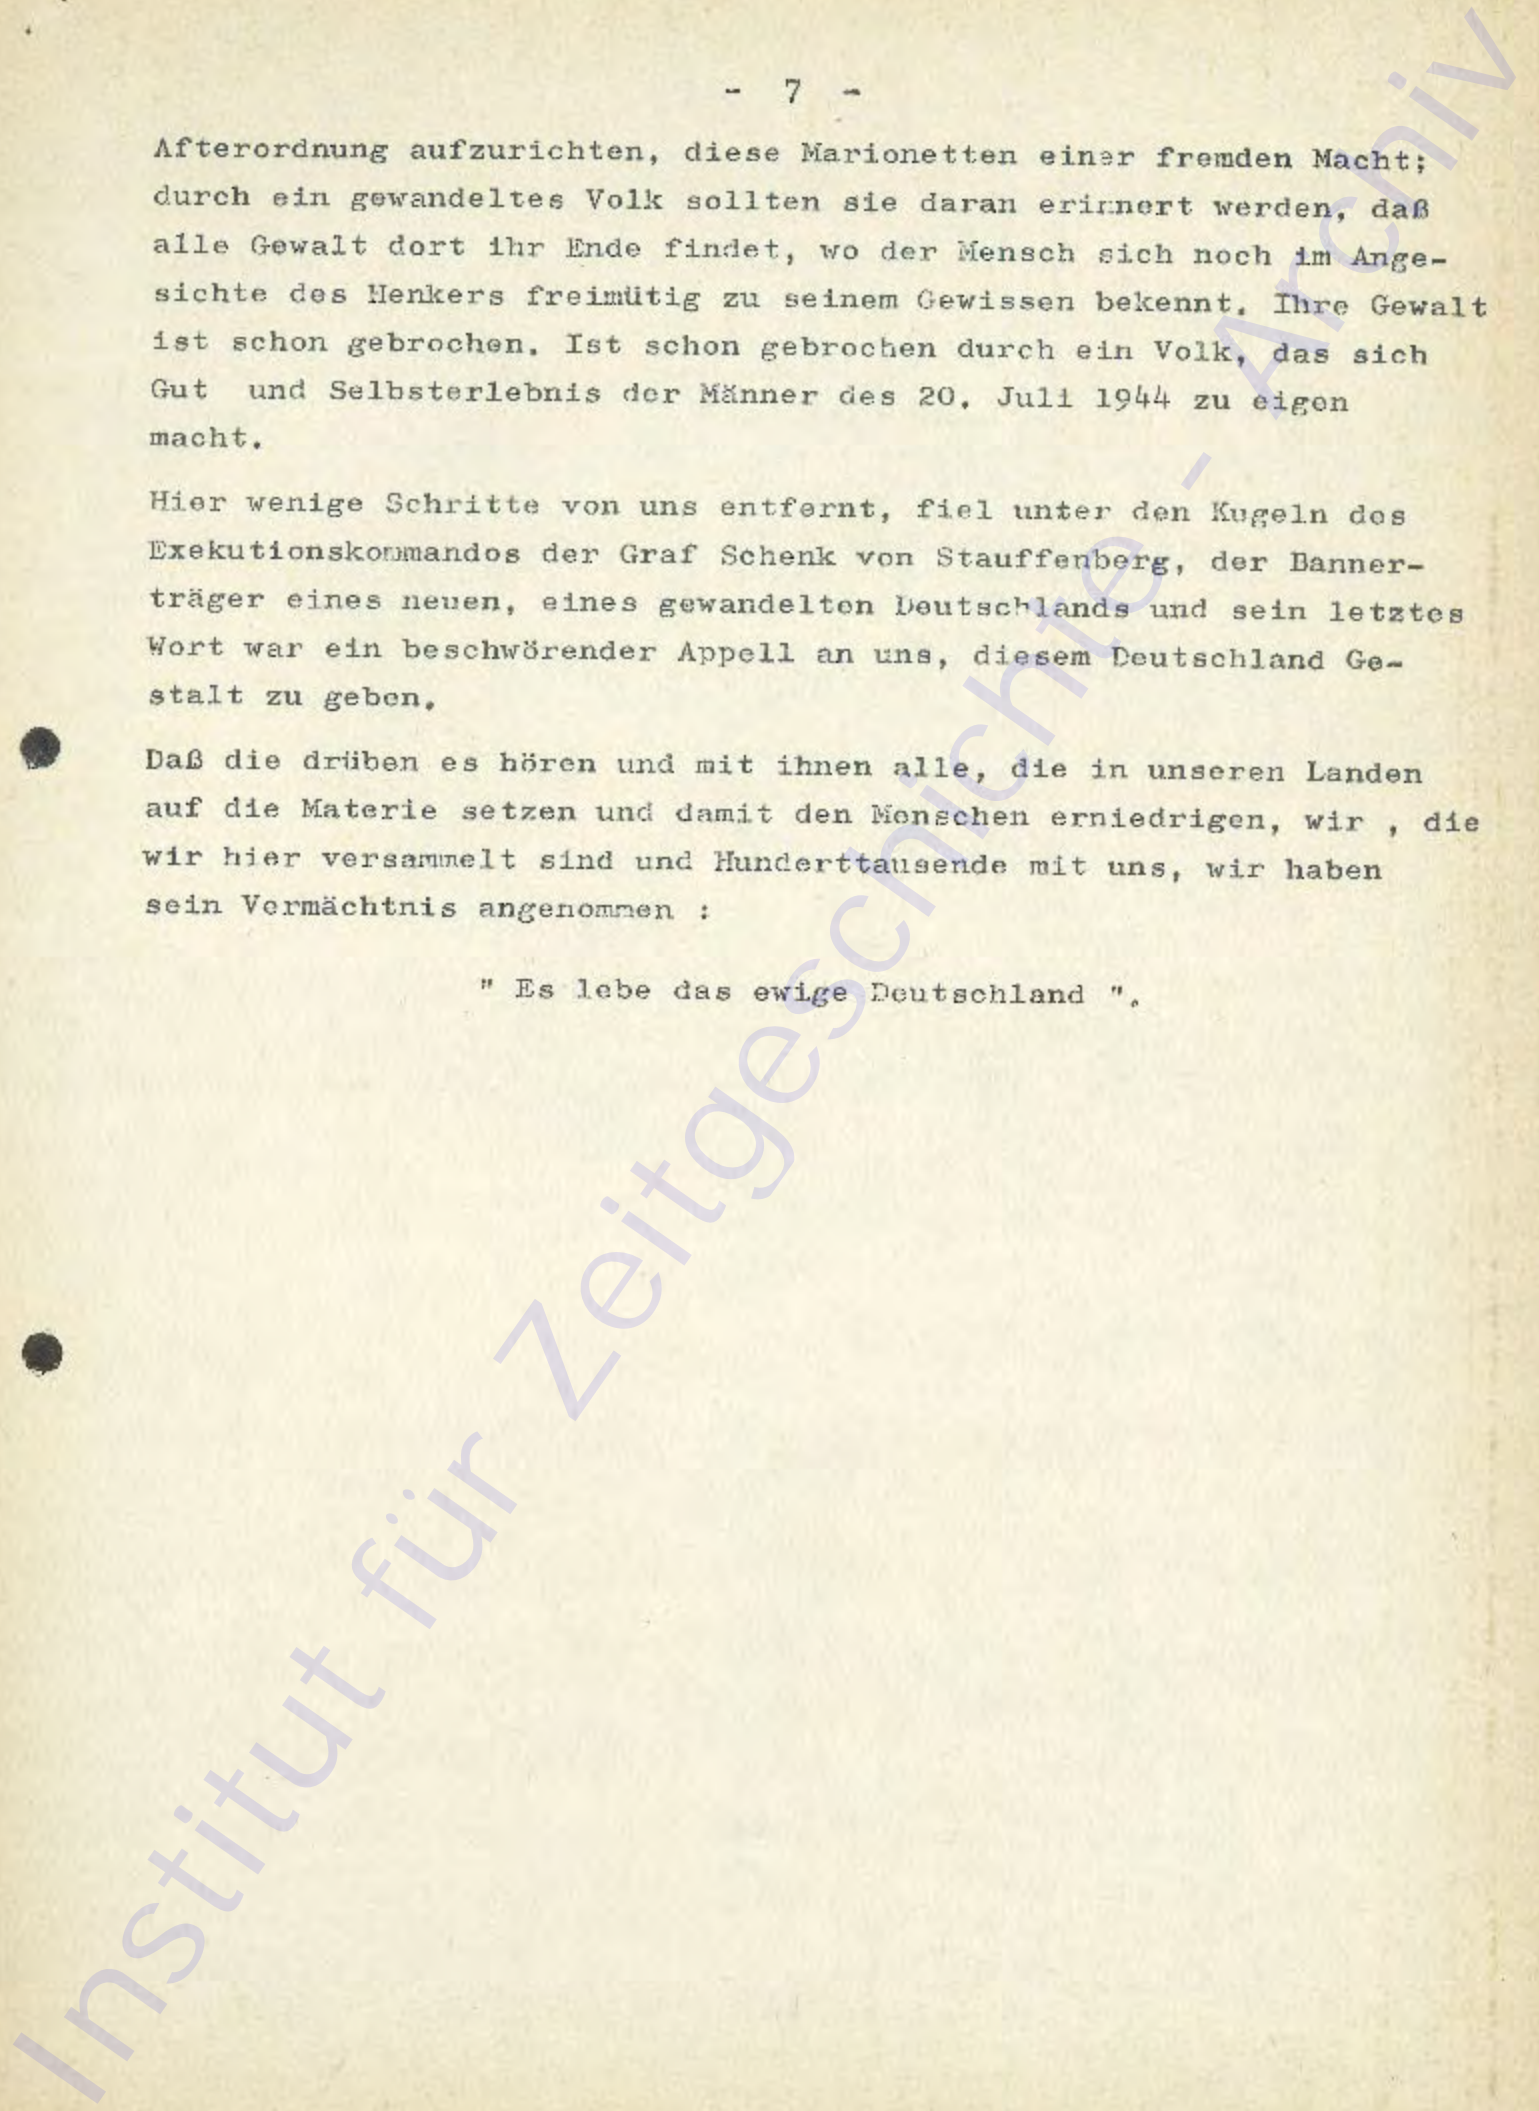 - 7 -
Afterordnung aufzurichten, diese Marionetten einer fremden Macht;
durch ein gewandeltes Volk sollten sie daran erinnert werden, daß
alle Gewalt dort ihr Ende findet, wo der Mensch sich noch im Ange-
sichte des Henkers freimütig zu seinem Gewissen bekennt. Ihre Gewalt
ist schon gebrochen. Ist schon gebrochen durch ein Volk, das sich
Gut und Selbsterlebnis der Männer des 20. Juli 1944 zu eigen
macht.
Hier wenige Schritte von uns entfernt, fiel unter den Kugeln des
Exekutionskommandos der Graf Schenk von Stauffenberg, der Banner-
träger eines neuen, eines gewandelten Deutschlands und sein letztes
Wort war ein beschwörender Appell an uns, diesem Deutschland Ge-
stalt zu geben.
Daß die drüben es hören und mit ihnen alle, die in unseren Landen
auf die Materie setzen und damit den Menschen erniedrigen, wir , die
wir hier versammelt sind und Hunderttausende mit uns, wir haben
sein Vermächtnis angenommen :
" Es lebe das ewige Deutschland ".
Institut für Zeitgeschichte - Archiv